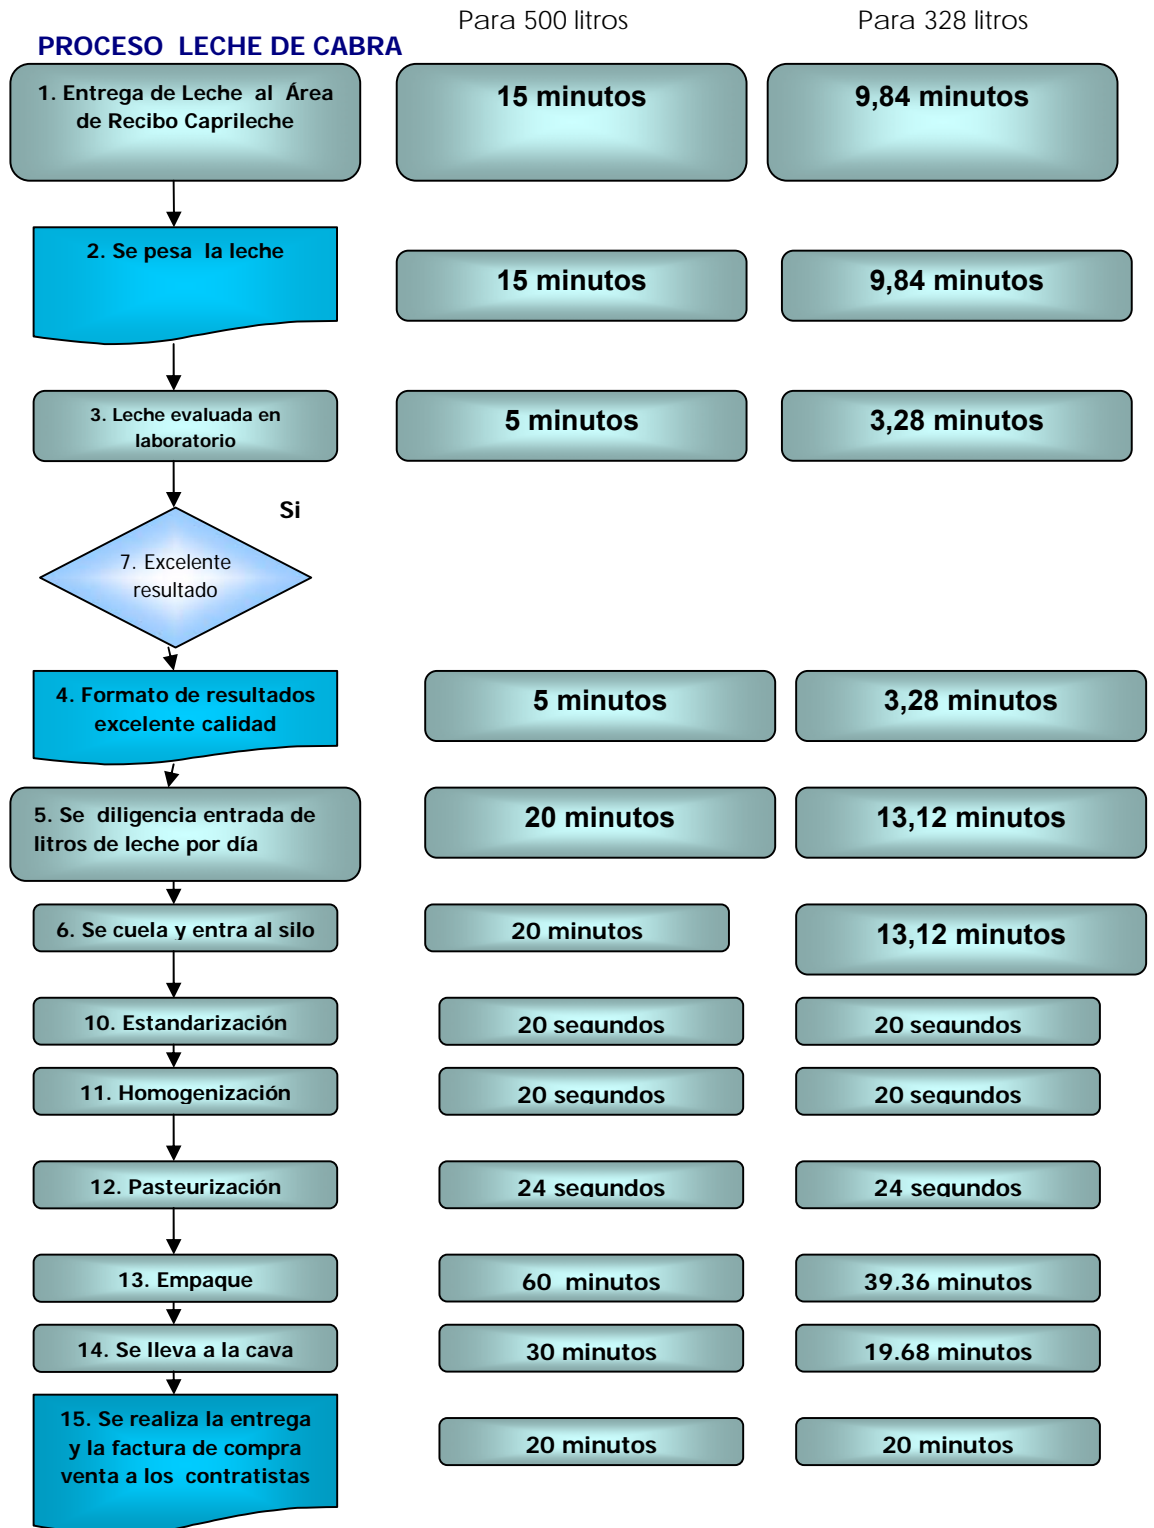 Para 500 litros
Para 328 litros
PROCESO LECHE DE CABRA
1. Entrega de Leche al Área
de Recibo Caprileche
15 minutos
9,84 minutos
2. Se pesa la leche
15 minutos
9,84 minutos
3. Leche evaluada en
laboratorio
5 minutos
3,28 minutos
Si
7. Excelente
resultado
4. Formato de resultados
excelente calidad
5 minutos
3,28 minutos
5. Se diligencia entrada de
litros de leche por día
20 minutos
13,12 minutos
6. Se cuela y entra al silo
20 minutos
13,12 minutos
10. Estandarización
20 segundos
20 segundos
11. Homogenización
20 segundos
20 segundos
12. Pasteurización
24 segundos
24 segundos
13. Empaque
60 minutos
39.36 minutos
14. Se lleva a la cava
30 minutos
19.68 minutos
15. Se realiza la entrega
y la factura de compra
venta a los contratistas
20 minutos
20 minutos